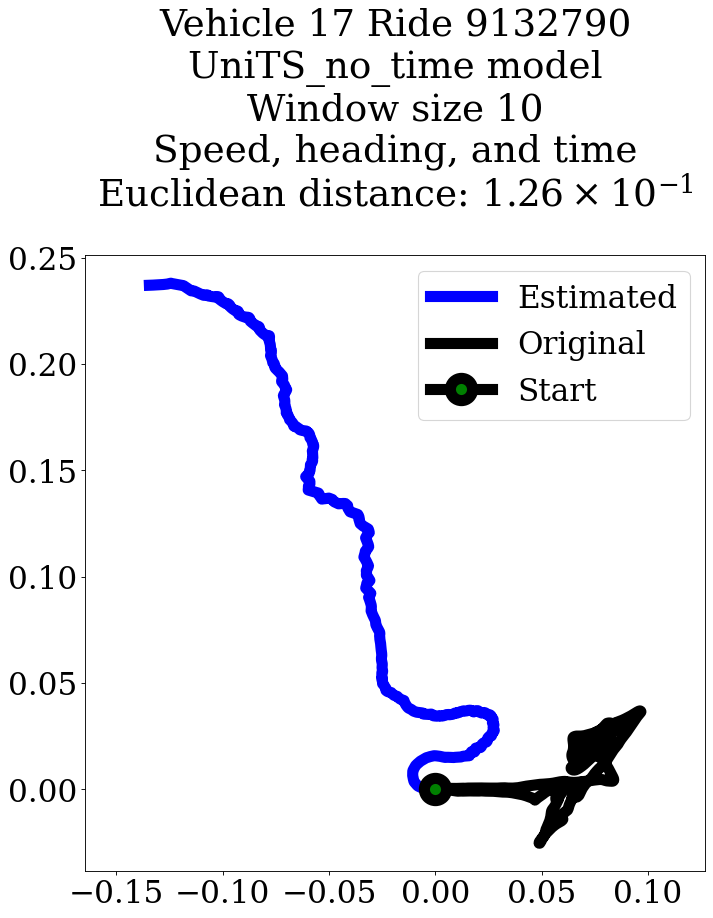 Vehicle 17 Ride 9132790
UniTS_no_time model
Window size 10
Speed, heading, and time
Euclidean distance: 1.26 × 10⁻¹
Estimated
Original
Start
0.25
0.20
0.15
0.10
0.05
0.00
−0.15 −0.10 −0.05 0.00 0.05 0.10